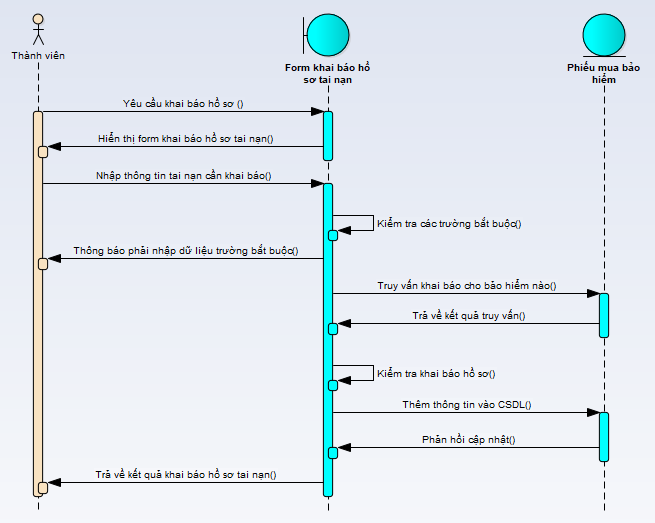 Thành viên
Form khai báo hồ
sơ tai nạn
Phiếu mua bảo
hiểm
Yêu cầu khai báo hồ sơ ()
Hiển thị form khai báo hồ sơ tai nạn()
Nhập thông tin tai nạn cần khai báo()
Kiểm tra các trường bắt buộc()
Thông báo phải nhập dữ liệu trường bắt buộc()
Truy vấn khai báo cho bảo hiểm nào()
Trả về kết quả truy vấn()
Kiểm tra khai báo hồ sơ()
Thêm thông tin vào CSDL()
Phản hồi cập nhật()
Trả về kết quả khai báo hồ sơ tai nạn()